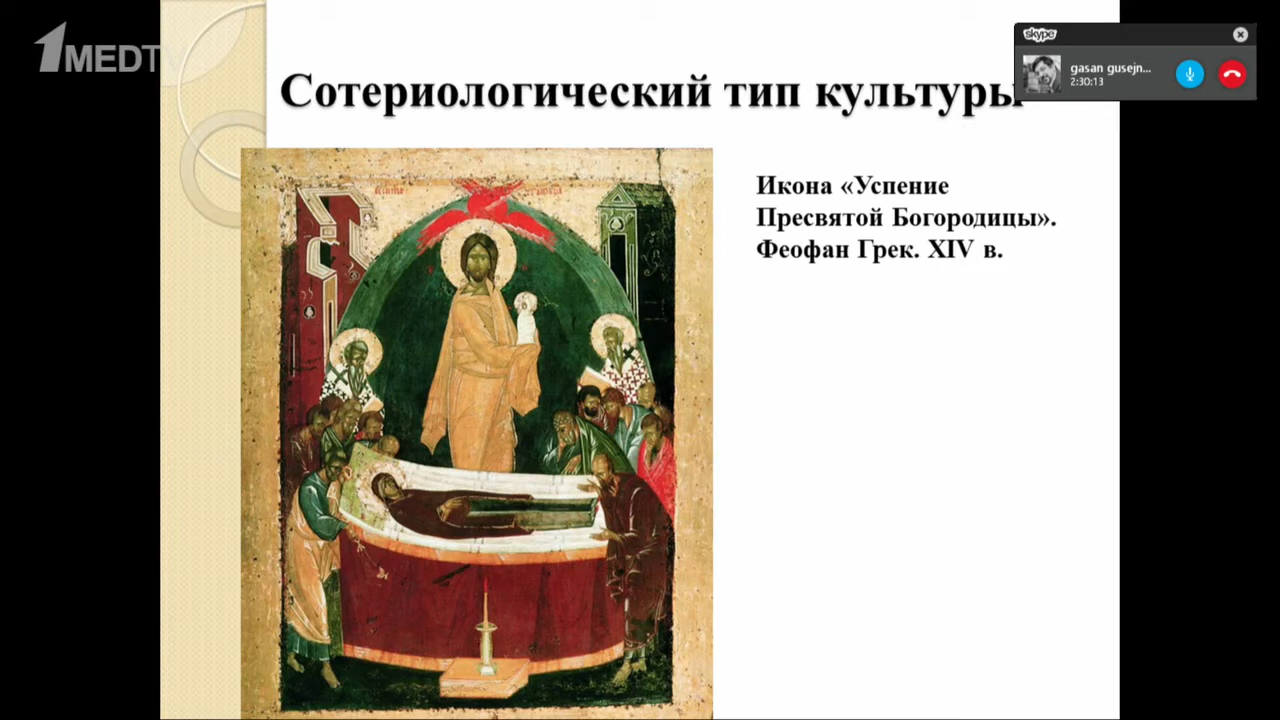 1MEDTV
Сотериологический тип культуры
skype
gasan gusejn...
2:30:13
Икона «Успение
Пресвятой Богородицы».
Феофан Грек. XIV в.